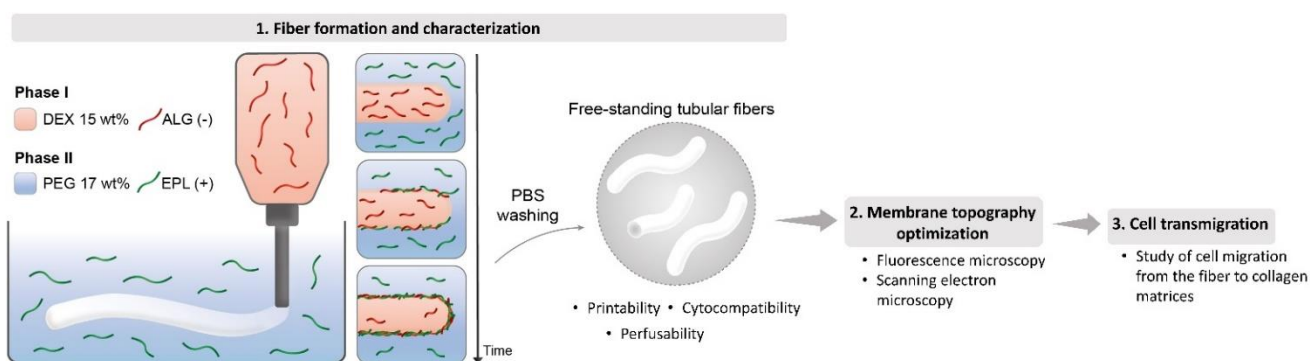 1. Fiber formation and characterization
Phase I
DEX 15 wt% ALG (-)
Phase II
PEG 17 wt% EPL (+)
Time
PBS
washing
Free-standing tubular fibers
• Printability • Cytocompatibility
• Perfusability
2. Membrane topography
optimization
• Fluorescence microscopy
• Scanning electron
microscopy
3. Cell transmigration
• Study of cell migration
from the fiber to collagen
matrices